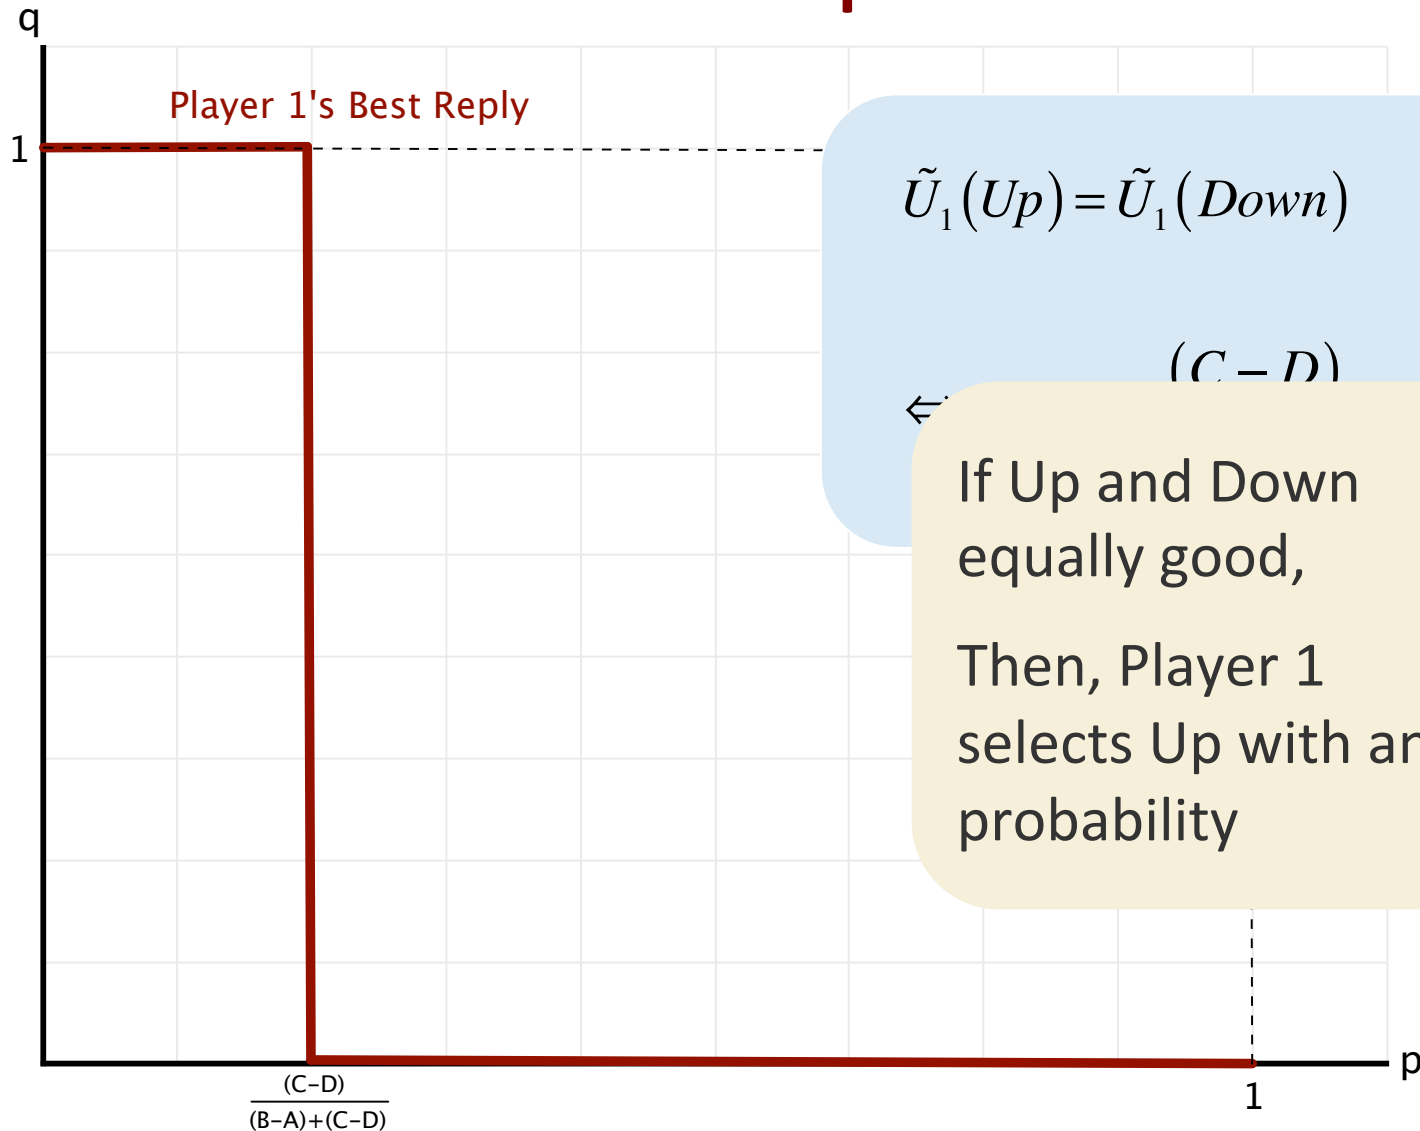 q
Player 1's Best Reply
1
Ũ₁(Up) = Ũ₁(Down)
⇔
(C − D)
If Up and Down
equally good,
Then, Player 1
selects Up with
probability
p
(C-D)
(B-A)+(C-D)
1